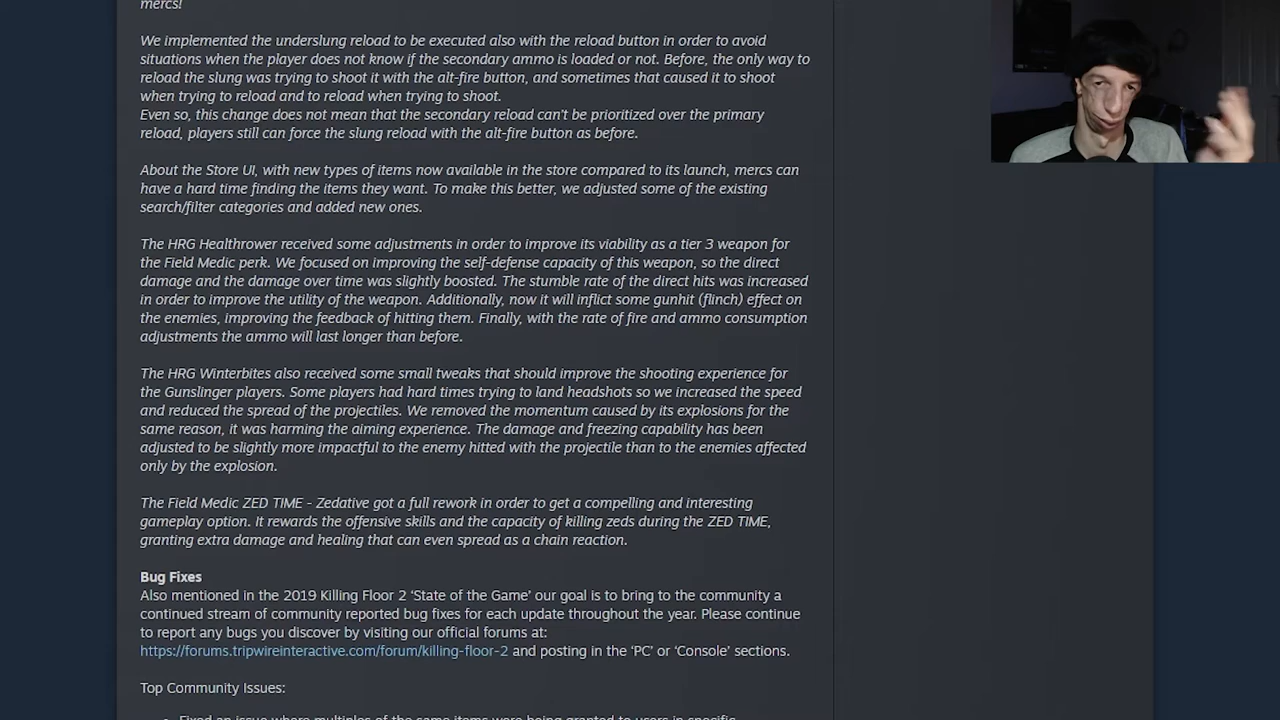 mercs!
We implemented the underslung reload to be executed also with the reload button in order to avoid
situations when the player does not know if the secondary ammo is loaded or not. Before, the only way to
reload the slung was trying to shoot it with the alt-fire button, and sometimes that caused it to shoot
when trying to reload and to reload when trying to shoot.
Even so, this change does not mean that the secondary reload can't be prioritized over the primary
reload, players still can force the slung reload with the alt-fire button as before.
About the Store UI, with new types of items now available in the store compared to its launch, mercs can
have a hard time finding the items they want. To make this better, we adjusted some of the existing
search/filter categories and added new ones.
The HRG Healthrower received some adjustments in order to improve its viability as a tier 3 weapon for
the Field Medic perk. We focused on improving the self-defense capacity of this weapon, so the direct
damage and the damage over time was slightly boosted. The stumble rate of the direct hits was increased
in order to improve the utility of the weapon. Additionally, now it will inflict some gunhit (flinch) effect on
the enemies, improving the feedback of hitting them. Finally, with the rate of fire and ammo consumption
adjustments the ammo will last longer than before.
The HRG Winterbites also received some small tweaks that should improve the shooting experience for
the Gunslinger players. Some players had hard times trying to land headshots so we increased the speed
and reduced the spread of the projectiles. We removed the momentum caused by its explosions for the
same reason, it was harming the aiming experience. The damage and freezing capability has been
adjusted to be slightly more impactful to the enemy hitted with the projectile than to the enemies affected
only by the explosion.
The Field Medic ZED TIME - Zedative got a full rework in order to get a compelling and interesting
gameplay option. It rewards the offensive skills and the capacity of killing zeds during the ZED TIME,
granting extra damage and healing that can even spread as a chain reaction.
Bug Fixes
Also mentioned in the 2019 Killing Floor 2 ‘State of the Game’ our goal is to bring to the community a
continued stream of community reported bug fixes for each update throughout the year. Please continue
to report any bugs you discover by visiting our official forums at:
https://forums.tripwireinteractive.com/forum/killing-floor-2 and posting in the ‘PC’ or ‘Console’ sections.
Top Community Issues:
Fixed an issue where multiples of the same items were being granted to users in specific